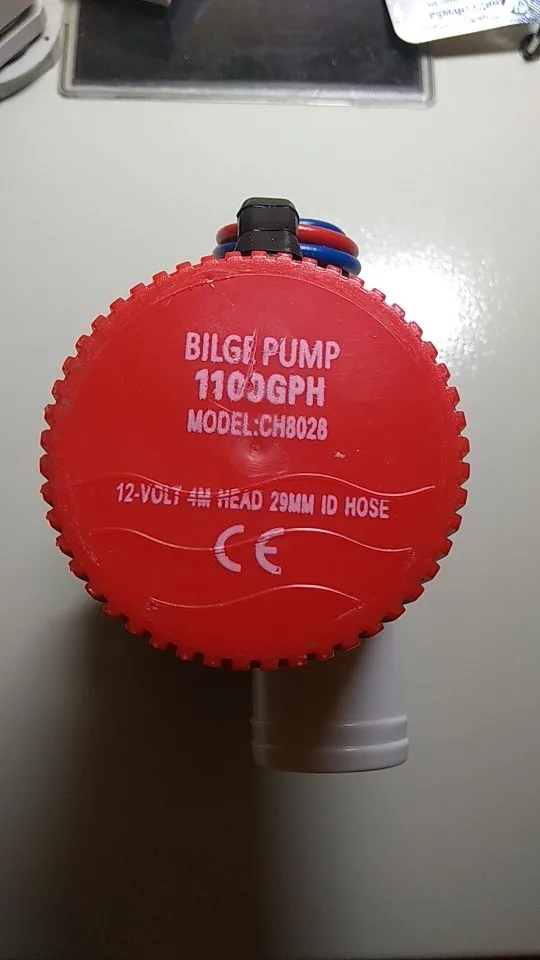 BILGE PUMP
1100GPH
MODEL:CH8028
12-VOLT 4M HEAD 29MM ID HOSE
CE